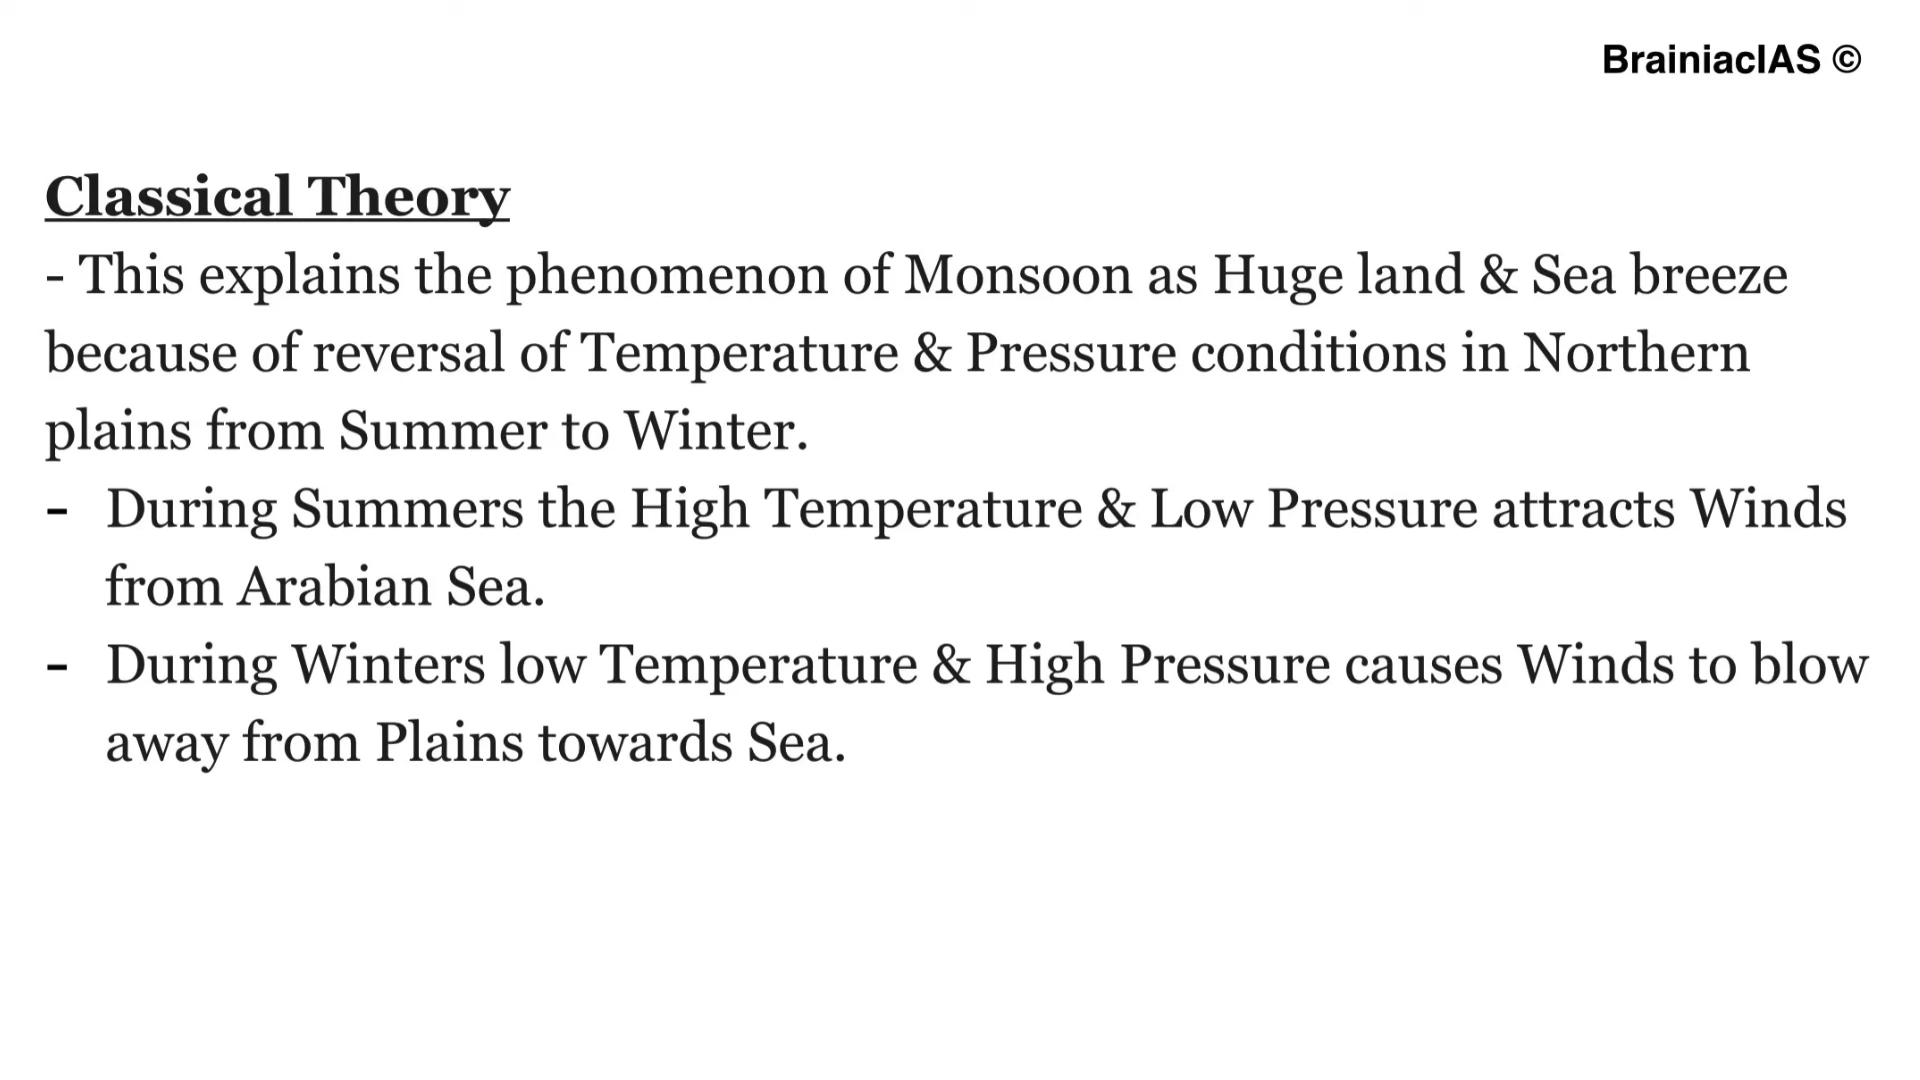 BrainiacIAS ©
Classical Theory
- This explains the phenomenon of Monsoon as Huge land & Sea breeze
because of reversal of Temperature & Pressure conditions in Northern
plains from Summer to Winter.
- During Summers the High Temperature & Low Pressure attracts Winds
from Arabian Sea.
- During Winters low Temperature & High Pressure causes Winds to blow
away from Plains towards Sea.